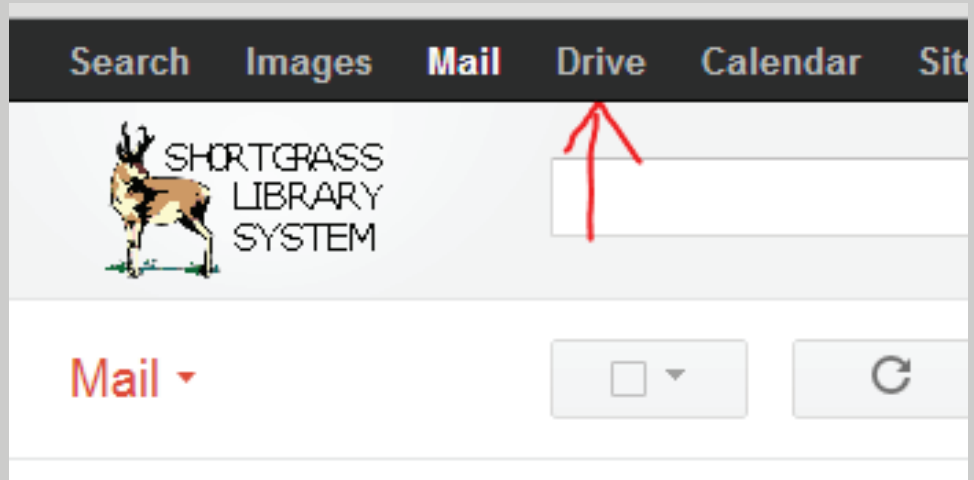 Search Images Mail Drive Calendar
SHORTGRASS
LIBRARY
SYSTEM
Mail